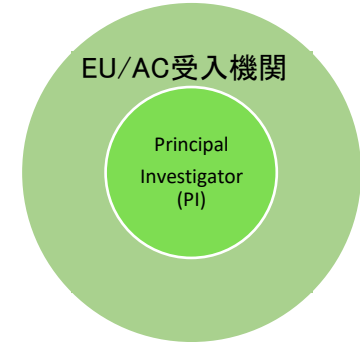 EU/AC受入機関
Principal
Investigator
(PI)